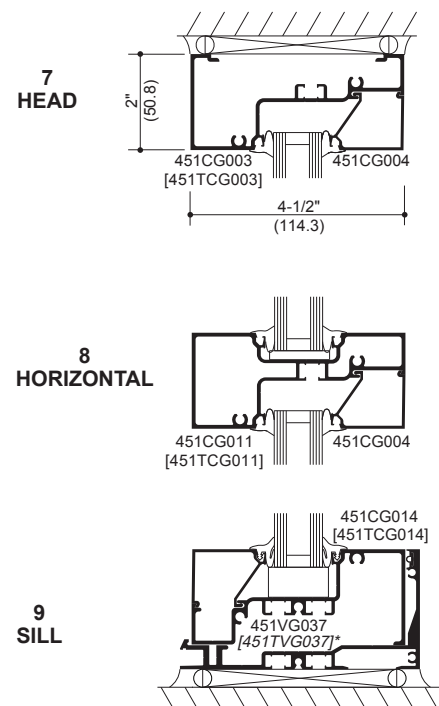 7
HEAD
2"
(50.8)
451CG003
[451TCG003]
451CG004
4-1/2"
(114.3)
8
HORIZONTAL
451CG011
[451TCG011]
451CG004
451CG014
[451TCG014]
9
SILL
451VG037
[451TVG037]*